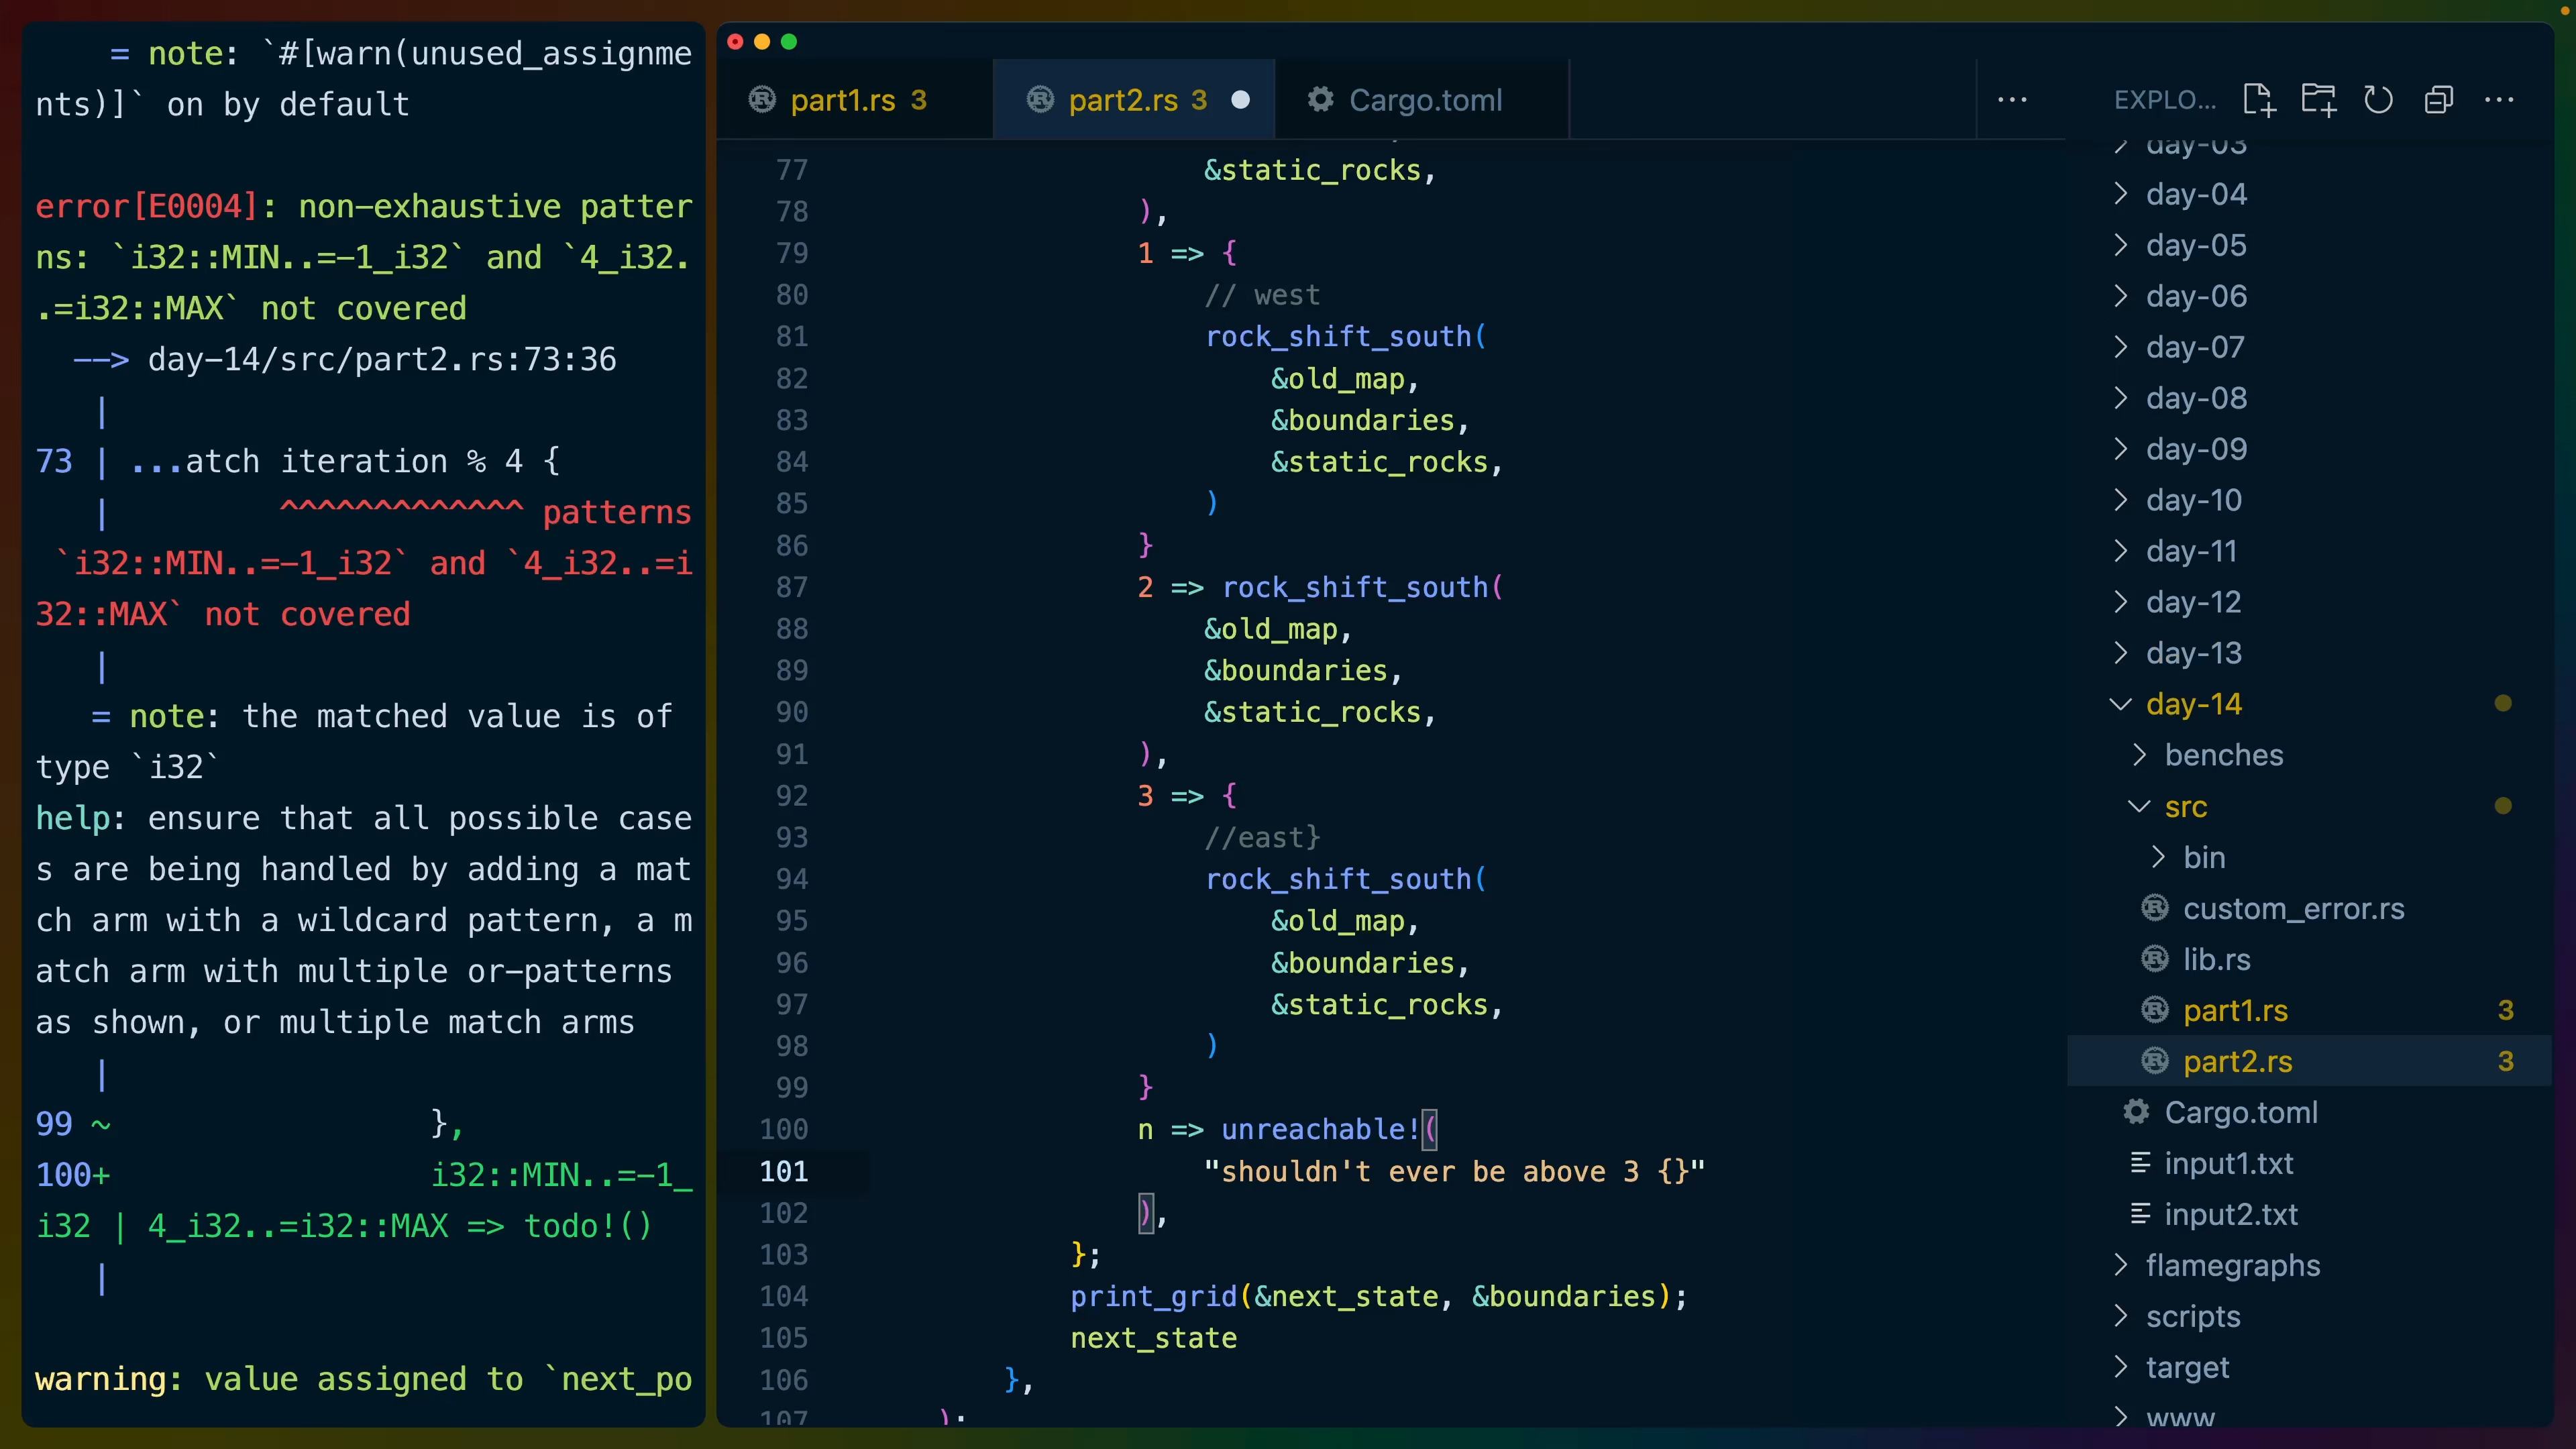 = note: `#[warn(unused_assignme
nts)]` on by default
error[E0004]: non-exhaustive patter
ns: `i32::MIN..=-1_i32` and `4_i32.
.=i32::MAX` not covered
--> day-14/src/part2.rs:73:36
|
73 | ...atch iteration % 4 {
| ^^^^^^^^^^^^^ patterns
`i32::MIN..=-1_i32` and `4_i32..=i
32::MAX` not covered
|
= note: the matched value is of
type `i32`
help: ensure that all possible case
s are being handled by adding a mat
ch arm with a wildcard pattern, a m
atch arm with multiple or-patterns
as shown, or multiple match arms
|
99 ~ },
100+ i32::MIN..=-1_
i32 | 4_i32..=i32::MAX => todo!()
|
warning: value assigned to `next_po
part1.rs 3
part2.rs 3
Cargo.toml
77 &static_rocks,
78 ),
79 1 => {
80 // west
81 rock_shift_south(
82 &old_map,
83 &boundaries,
84 &static_rocks,
85 )
86 }
87 2 => rock_shift_south(
88 &old_map,
89 &boundaries,
90 &static_rocks,
91 ),
92 3 => {
93 //east}
94 rock_shift_south(
95 &old_map,
96 &boundaries,
97 &static_rocks,
98 )
99 }
100 n => unreachable!(
101 "shouldn't ever be above 3 {}"
102 ),
103 };
104 print_grid(&next_state, &boundaries);
105 next_state
106 },
107 );
EXPLO...
day-03
day-04
day-05
day-06
day-07
day-08
day-09
day-10
day-11
day-12
day-13
day-14
benches
src
bin
custom_error.rs
lib.rs
part1.rs 3
part2.rs 3
Cargo.toml
input1.txt
input2.txt
flamegraphs
scripts
target
www